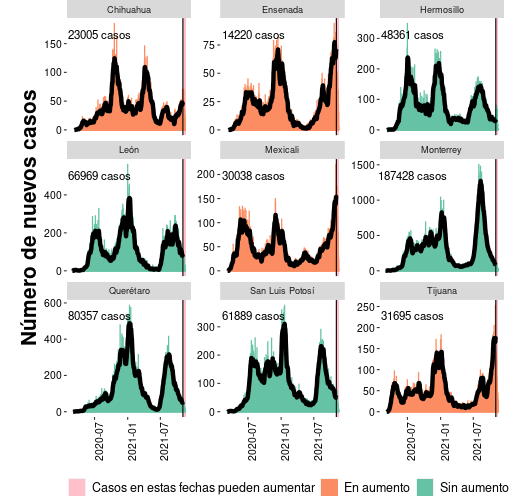 Chihuahua
Ensenada
Hermosillo
23005 casos
14220 casos
48361 casos
150
100
50
0
75
50
25
0
300
200
100
0
León
Mexicali
Monterrey
66969 casos
30038 casos
187428 casos
400
200
0
200
150
100
50
0
1500
1000
500
0
Querétaro
San Luis Potosí
Tijuana
80357 casos
61889 casos
31695 casos
600
400
200
0
300
200
100
0
250
200
150
100
50
0
2020-07
2021-01
2021-07
2020-07
2021-01
2021-07
2020-07
2021-01
2021-07
Número de nuevos casos
Casos en estas fechas pueden aumentar
En aumento
Sin aumento